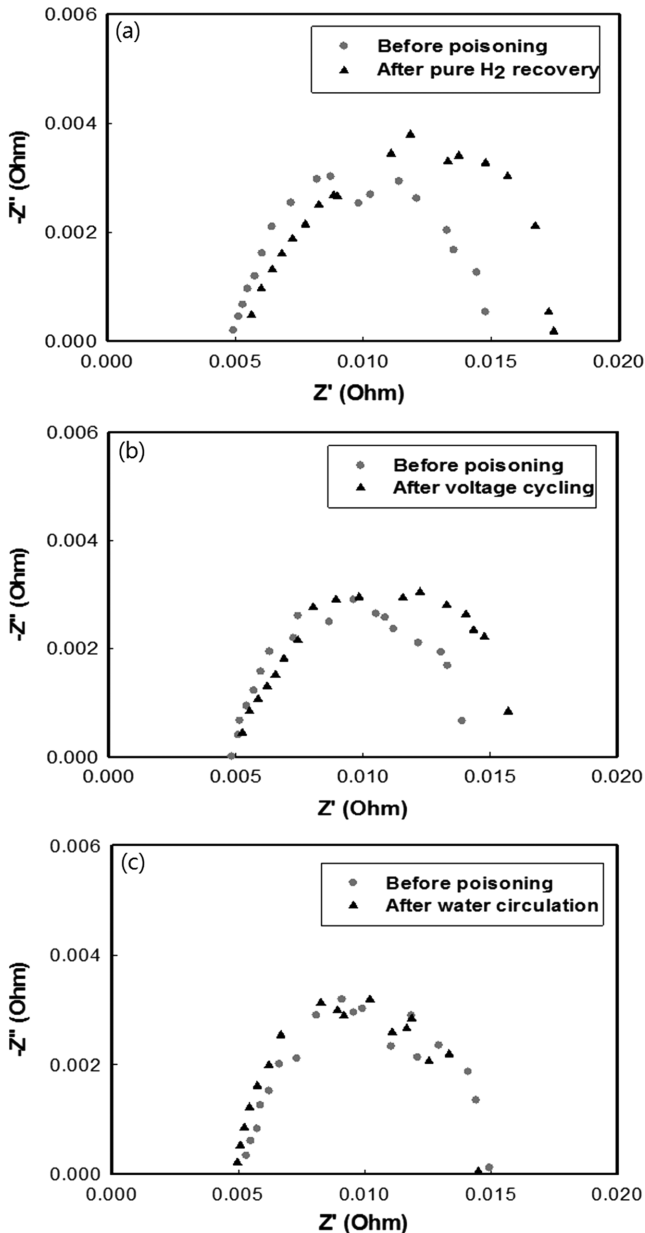 (a)
Before poisoning
After pure H2 recovery
0.006
0.004
0.002
0.000
-Z" (Ohm)
0.000 0.005 0.010 0.015 0.020
Z' (Ohm)
(b)
Before poisoning
After voltage cycling
0.006
0.004
0.002
0.000
-Z" (Ohm)
0.000 0.005 0.010 0.015 0.020
Z' (Ohm)
(c)
Before poisoning
After water circulation
0.006
0.004
0.002
0.000
-Z" (Ohm)
0.000 0.005 0.010 0.015 0.020
Z' (Ohm)